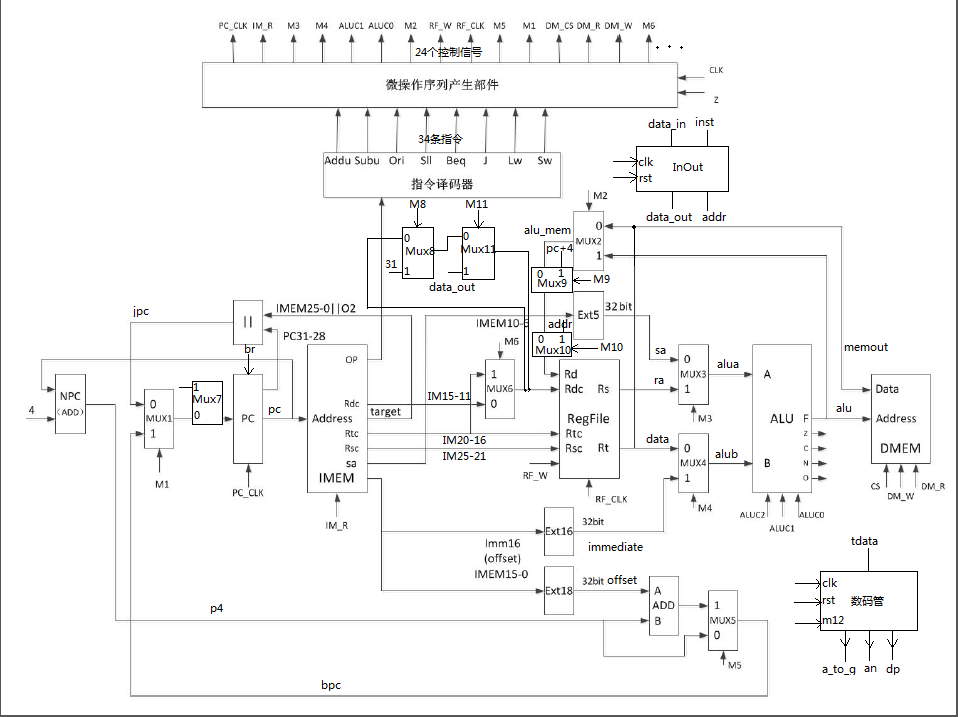 PC_CLK IM_R M3 M4 ALUC1 ALUC0 M2 RF_W RF_CLK M5 M1 DM_CS DM_R DM_W M6
24个控制信号 . . .
微操作序列产生部件
CLK
Z
34条指令
Addu Subu Ori Sll Beq J Lw Sw
指令译码器
data_in inst
clk
InOut
rst
data_out addr
M8 M11
M2
0
Mux8
31
1
0
Mux11
1
data_out
alu_mem
0
MUX2
1
pc+4
0 1
Mux9
M9
Ext5
32bit
addr
0 1
Mux10
M10
jpc
||
IMEM25-0||O2
PC31-28
IMEM10-6
br
M6
memout
NPC
(ADD)
4
0
MUX1
1
M1
1
Mux7
0
PC
pc
PC_CLK
OP
Rdc
Address
target
Rtc
Rsc
sa
IMEM
IM_R
IM15-11
IM20-16
IM25-21
1
MUX6
0
Rd
Rdc Rs
RegFile
Rtc
Rsc Rt
RF_W
RF_CLK
sa
ra
0
MUX3
1
M3
alua
data
0
MUX4
1
M4
alub
A
ALU F
Z
C
B N
O
ALUC2
ALUC1
ALUC0
alu
Data
Address
DMEM
CS
DM_W
DM_R
Ext16
32bit
immediate
Imm16
(offset)
IMEM15-0
Ext18
32bit offset
A
ADD
B
1
MUX5
0
M5
p4
bpc
tdata
clk
rst 数码管
m12
a_to_g an dp